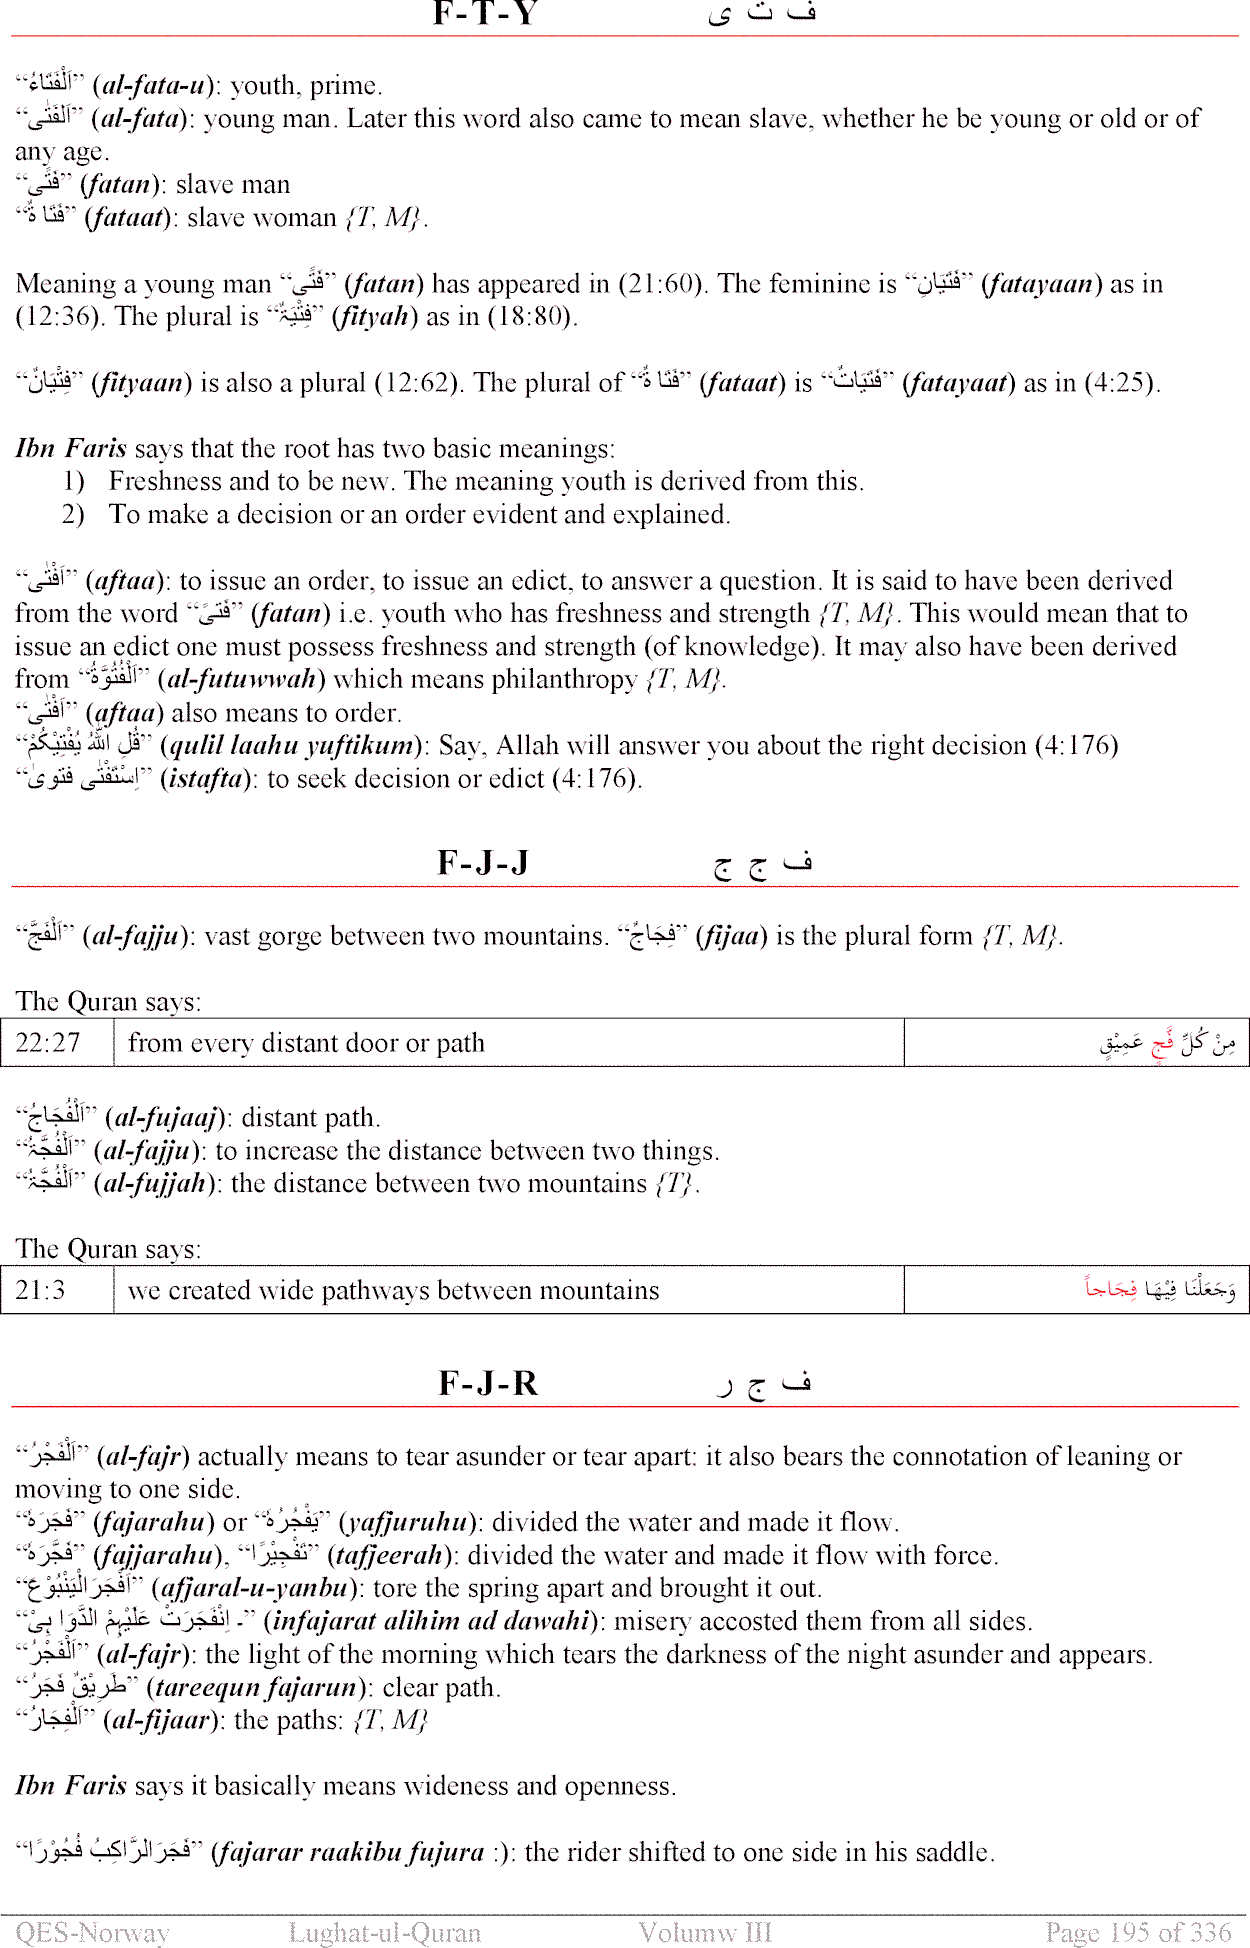 F-T-Y ف ت ی
“اَلْفَتَاءُ” (al-fata-u): youth, prime.
“اَلفَتٰی” (al-fata): young man. Later this word also came to mean slave, whether he be young or old or of
any age.
“فَتًی” (fatan): slave man
“فَتَا ۃٌ” (fataat): slave woman {T, M}.
Meaning a young man “فَتًی” (fatan) has appeared in (21:60). The feminine is “فَتَیَانِ” (fatayaan) as in
(12:36). The plural is “فِتْیَۃٌ” (fityah) as in (18:80).
“فِتْیَانٌ” (fityaan) is also a plural (12:62). The plural of “فَتَا ۃٌ” (fataat) is “فَتَیَاتٌ” (fatayaat) as in (4:25).
Ibn Faris says that the root has two basic meanings:
1) Freshness and to be new. The meaning youth is derived from this.
2) To make a decision or an order evident and explained.
“اَفْتٰی” (aftaa): to issue an order, to issue an edict, to answer a question. It is said to have been derived
from the word “فَتیً” (fatan) i.e. youth who has freshness and strength {T, M}. This would mean that to
issue an edict one must possess freshness and strength (of knowledge). It may also have been derived
from “اَلْفُتُوَّۃُ” (al-futuwwah) which means philanthropy {T, M}.
“اَفْتٰی” (aftaa) also means to order.
“قُلِ اللّٰہُ یُفْتِیْکُمْ” (qulil laahu yuftikum): Say, Allah will answer you about the right decision (4:176)
“اِسْتَفْتٰی فتویٰ” (istafta): to seek decision or edict (4:176).
F-J-J ف ج ج
“اَلْفَجَّ” (al-fajju): vast gorge between two mountains. “فِجَاجٌ” (fijaa) is the plural form {T, M}.
The Quran says:
22:27 from every distant door or path مِنْ کُلِّ فَّجٍ عَمِیْقٍ
“اَلْفُجَاجُ” (al-fujaaj): distant path.
“اَلْفُجَّۃُ” (al-fajju): to increase the distance between two things.
“اَلْفُجَّۃُ” (al-fujjah): the distance between two mountains {T}.
The Quran says:
21:3 we created wide pathways between mountains وَجَعَلْنَا فِیْهَا فِجَاجاً
F-J-R ف ج ر
“اَلْفَجْرُ” (al-fajr) actually means to tear asunder or tear apart: it also bears the connotation of leaning or
moving to one side.
“فَجَرَہٗ” (fajarahu) or “یَفْجُرُہٗ” (yafjuruhu): divided the water and made it flow.
“فَجَّرَہٗ” (fajjarahu), “تَفْجِیْرًا” (tafjeerah): divided the water and made it flow with force.
“اَفْجَرَالْیَنْبُوْعَ” (afjaral-u-yanbu): tore the spring apart and brought it out.
“اِنْفَجَرَتْ عَلَیْہِمْ الدَّوَا ہِیْ ۔” (infajarat alihim ad dawahi): misery accosted them from all sides.
“اَلْفَجْرُ” (al-fajr): the light of the morning which tears the darkness of the night asunder and appears.
“طَرِیْقٌ فَجَرُ” (tareequn fajarun): clear path.
“اَلْفِجَارُ” (al-fijaar): the paths: {T, M}
Ibn Faris says it basically means wideness and openness.
“فَجَرَالرَّاکِبُ فُجُوْرًا” (fajarar raakibu fujura :): the rider shifted to one side in his saddle.
QES-Norway Lughat-ul-Quran Volumw III Page 195 of 336